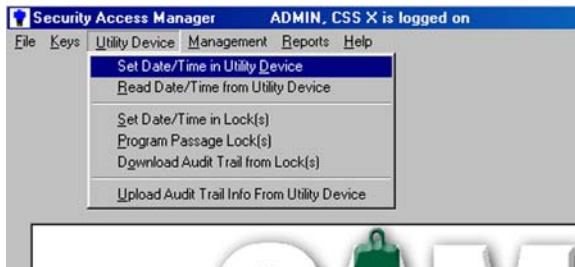 Security Access Manager ADMIN, CSS X is logged on
File Keys Utility Device Management Reports Help
Set Date/Time in Utility Device
Read Date/Time from Utility Device
Set Date/Time in Lock(s)
Program Passage Lock(s)
Download Audit Trail from Lock(s)
Upload Audit Trail Info From Utility Device